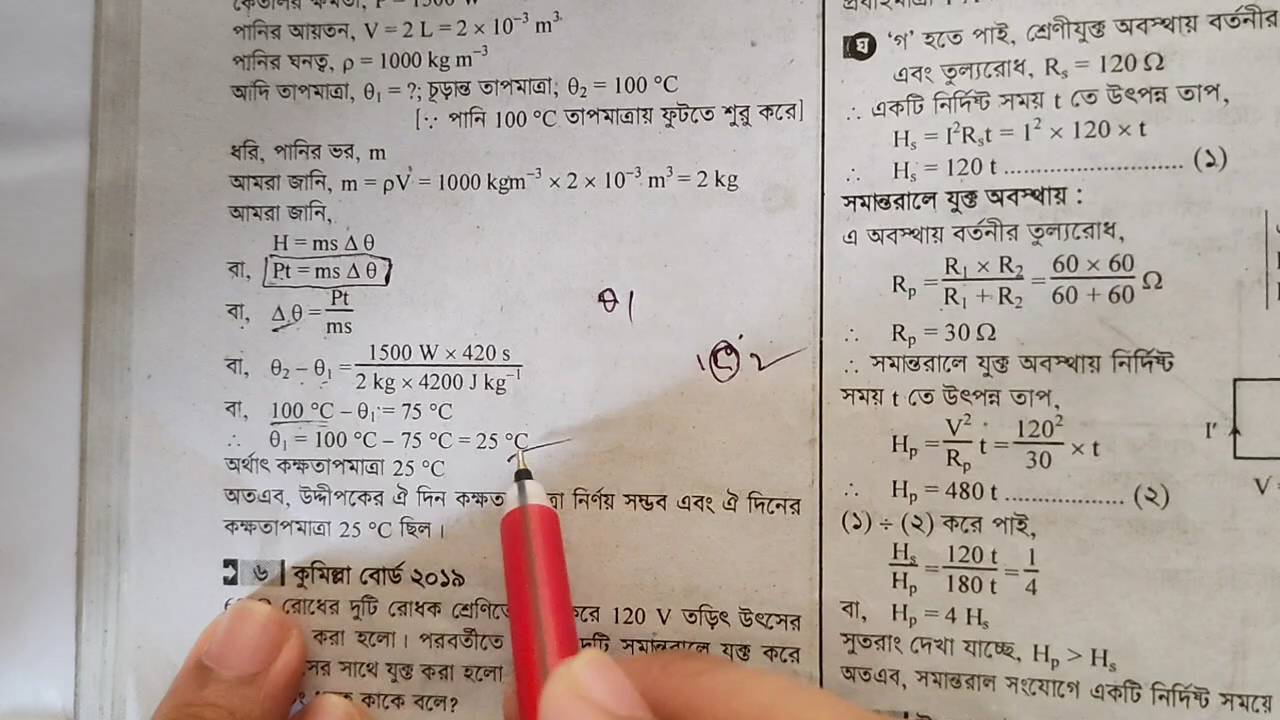 পানির আয়তন, V = 2 L = 2 × 10⁻³ m³
পানির ঘনত্ব, ρ = 1000 kg m⁻³
আদি তাপমাত্রা, θ₁ = ?; চূড়ান্ত তাপমাত্রা; θ₂ = 100 °C
[∵ পানি 100 °C তাপমাত্রায় ফুটতে শুরু করে]
ধরি, পানির ভর, m
আমরা জানি, m = ρV = 1000 kgm⁻³ × 2 × 10⁻³ m³ = 2 kg
আমরা জানি,
H = ms Δ θ
বা, Pt = ms Δ θ
বা, Δ θ = Pt / ms
বা, θ₂ – θ₁ = 1500 W × 420 s / 2 kg × 4200 J kg⁻¹
বা, 100 °C – θ₁ = 75 °C
∴ θ₁ = 100 °C – 75 °C = 25 °C
অর্থাৎ কক্ষতাপমাত্রা 25 °C
অতএব, উদ্দীপকের ঐ দিন নির্ণয় সম্ভব এবং ঐ দিনের
কক্ষতাপমাত্রা 25 °C ছিল।
৬ কুমিল্লা বোর্ড ২০১৯
রোধের দুটি রোধক 120 V তড়িৎ উৎসের
করা হলো। পরবর্তীতে সমান্তরালে যুক্ত করে
সাথে যুক্ত করা হলো
কাকে বলে?
θ1
ঘ 'গ' হতে পাই, শ্রেণীযুক্ত অবস্থায় বর্তনীর
এবং তুল্যরোধ, Rₛ = 120 Ω
∴ একটি নির্দিষ্ট সময় t তে উৎপন্ন তাপ,
Hₛ = I²Rₛt = 1² × 120 × t
∴ Hₛ = 120 t .......................... (১)
সমান্তরালে যুক্ত অবস্থায় :
এ অবস্থায় বর্তনীর তুল্যরোধ,
Rₚ = R₁ × R₂ / R₁ + R₂ = 60 × 60 / 60 + 60 Ω
∴ Rₚ = 30 Ω
∴ সমান্তরালে যুক্ত অবস্থায় নির্দিষ্ট
সময় t তে উৎপন্ন তাপ,
Hₚ = V² / Rₚ t = 120² / 30 × t
∴ Hₚ = 480 t ................. (২)
(১) ÷ (২) করে পাই,
Hₛ / Hₚ = 120 t / 180 t = 1 / 4
বা, Hₚ = 4 Hₛ
সুতরাং দেখা যাচ্ছে, Hₚ > Hₛ
অতএব, সমান্তরাল সংযোগে একটি নির্দিষ্ট সময়ে
I'
V